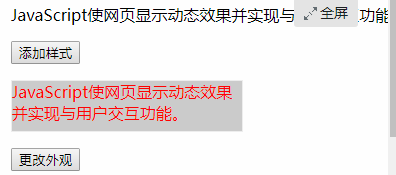 JavaScript使网页显示动态效果并实现与
全屏
互功能
添加样式
JavaScript使网页显示动态效果
并实现与用户交互功能。
更改外观